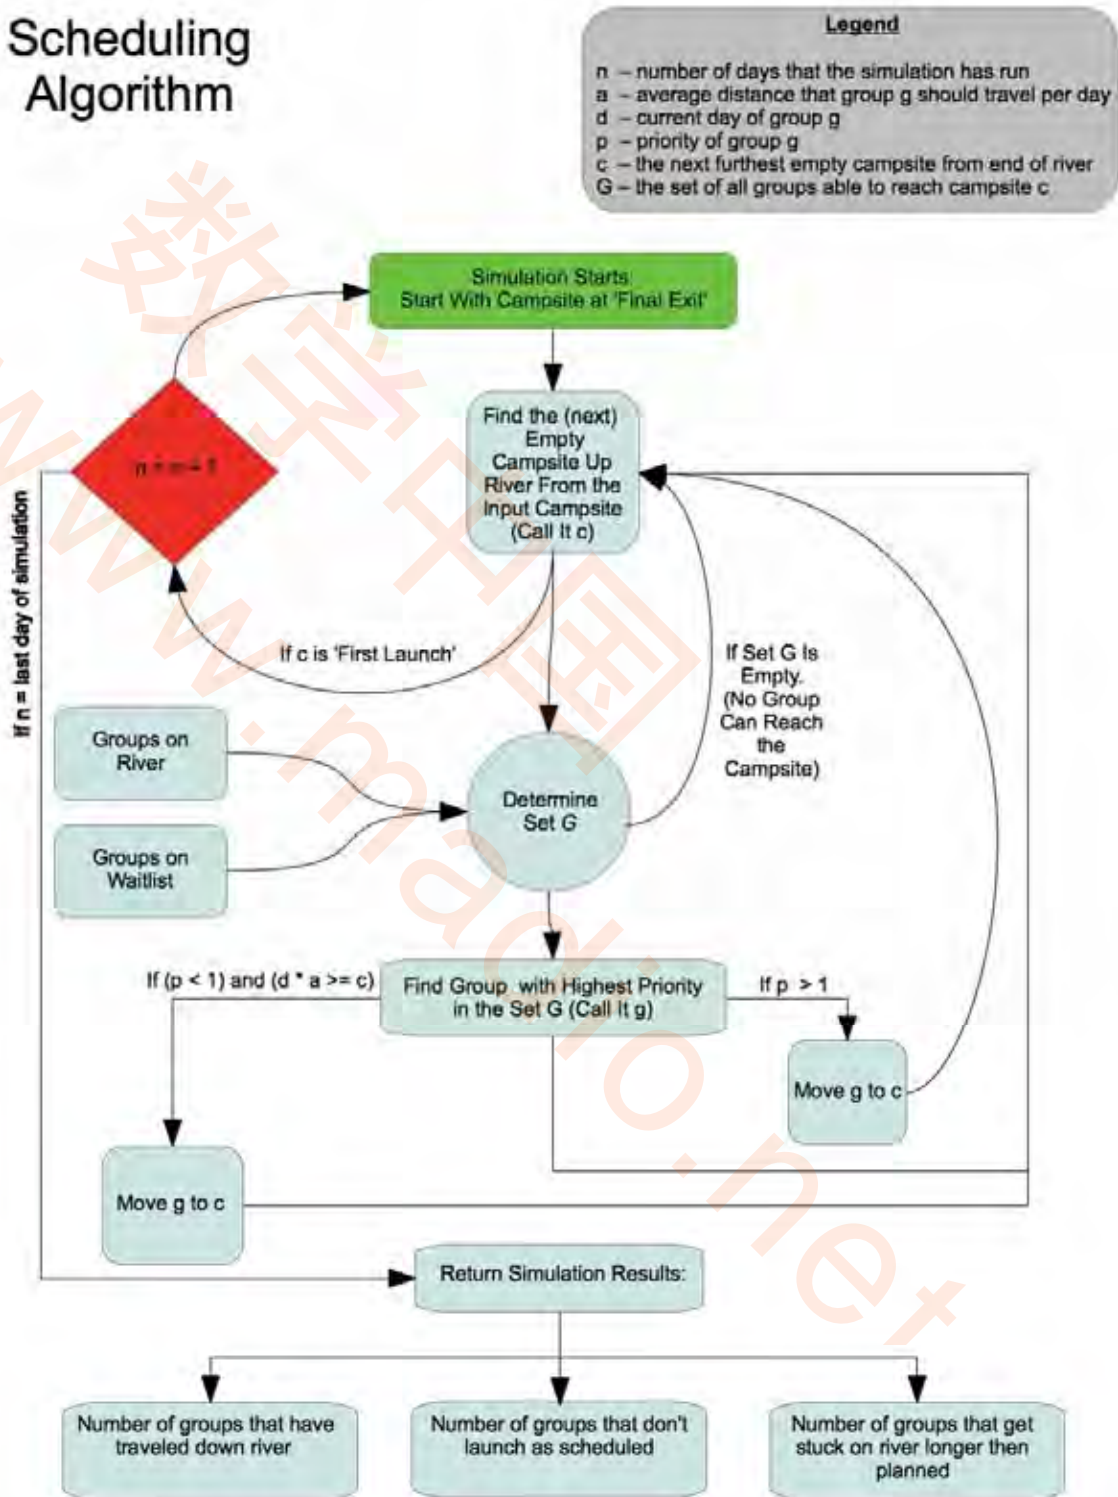 Scheduling
Algorithm
Legend
n – number of days that the simulation has run
a – average distance that group g should travel per day
d – current day of group g
p – priority of group g
c – the next furthest empty campsite from end of river
G – the set of all groups able to reach campsite c
Simulation Starts
Start With Campsite at 'Final Exit'
Find the (next)
Empty
Campsite Up
River From the
Input Campsite
(Call It c)
If n = last day of simulation
If c is 'First Launch'
If Set G Is
Empty.
(No Group
Can Reach
the
Campsite)
Groups on
River
Determine
Set G
Groups on
Waitlist
If (p < 1) and (d * a >= c)
Find Group with Highest Priority
in the Set G (Call It g)
If p > 1
Move g to c
Move g to c
Return Simulation Results:
Number of groups that have
traveled down river
Number of groups that don't
launch as scheduled
Number of groups that get
stuck on river longer then
planned
数学中国
www.madio.net